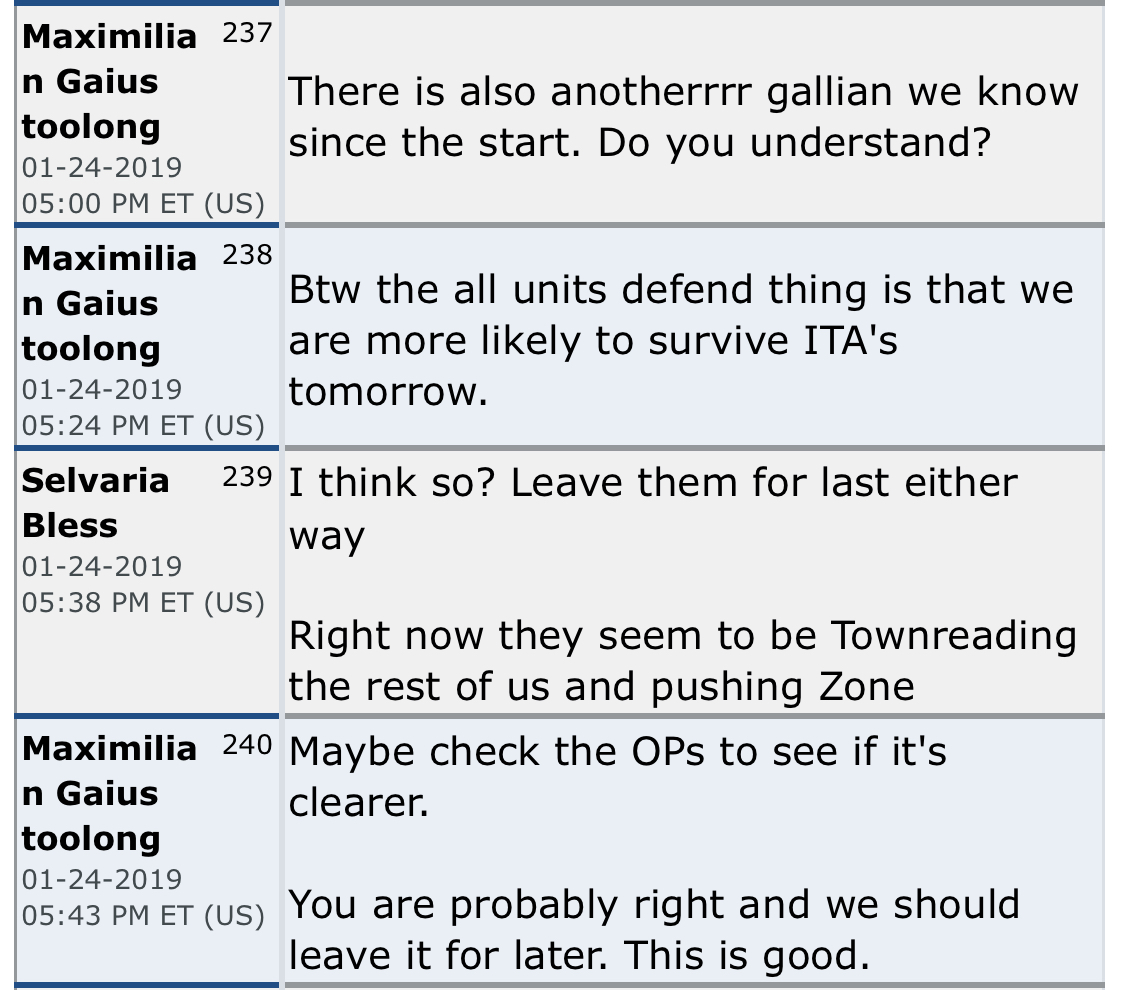 Maximilia 237
n Gaius
toolong
01-24-2019
05:00 PM ET (US)
There is also anotherrrr gallian we know
since the start. Do you understand?
Maximilia 238
n Gaius
toolong
01-24-2019
05:24 PM ET (US)
Btw the all units defend thing is that we
are more likely to survive ITA's
tomorrow.
Selvaria 239
Bless
01-24-2019
05:38 PM ET (US)
I think so? Leave them for last either
way
Right now they seem to be Townreading
the rest of us and pushing Zone
Maximilia 240
n Gaius
toolong
01-24-2019
05:43 PM ET (US)
Maybe check the OPs to see if it's
clearer.
You are probably right and we should
leave it for later. This is good.